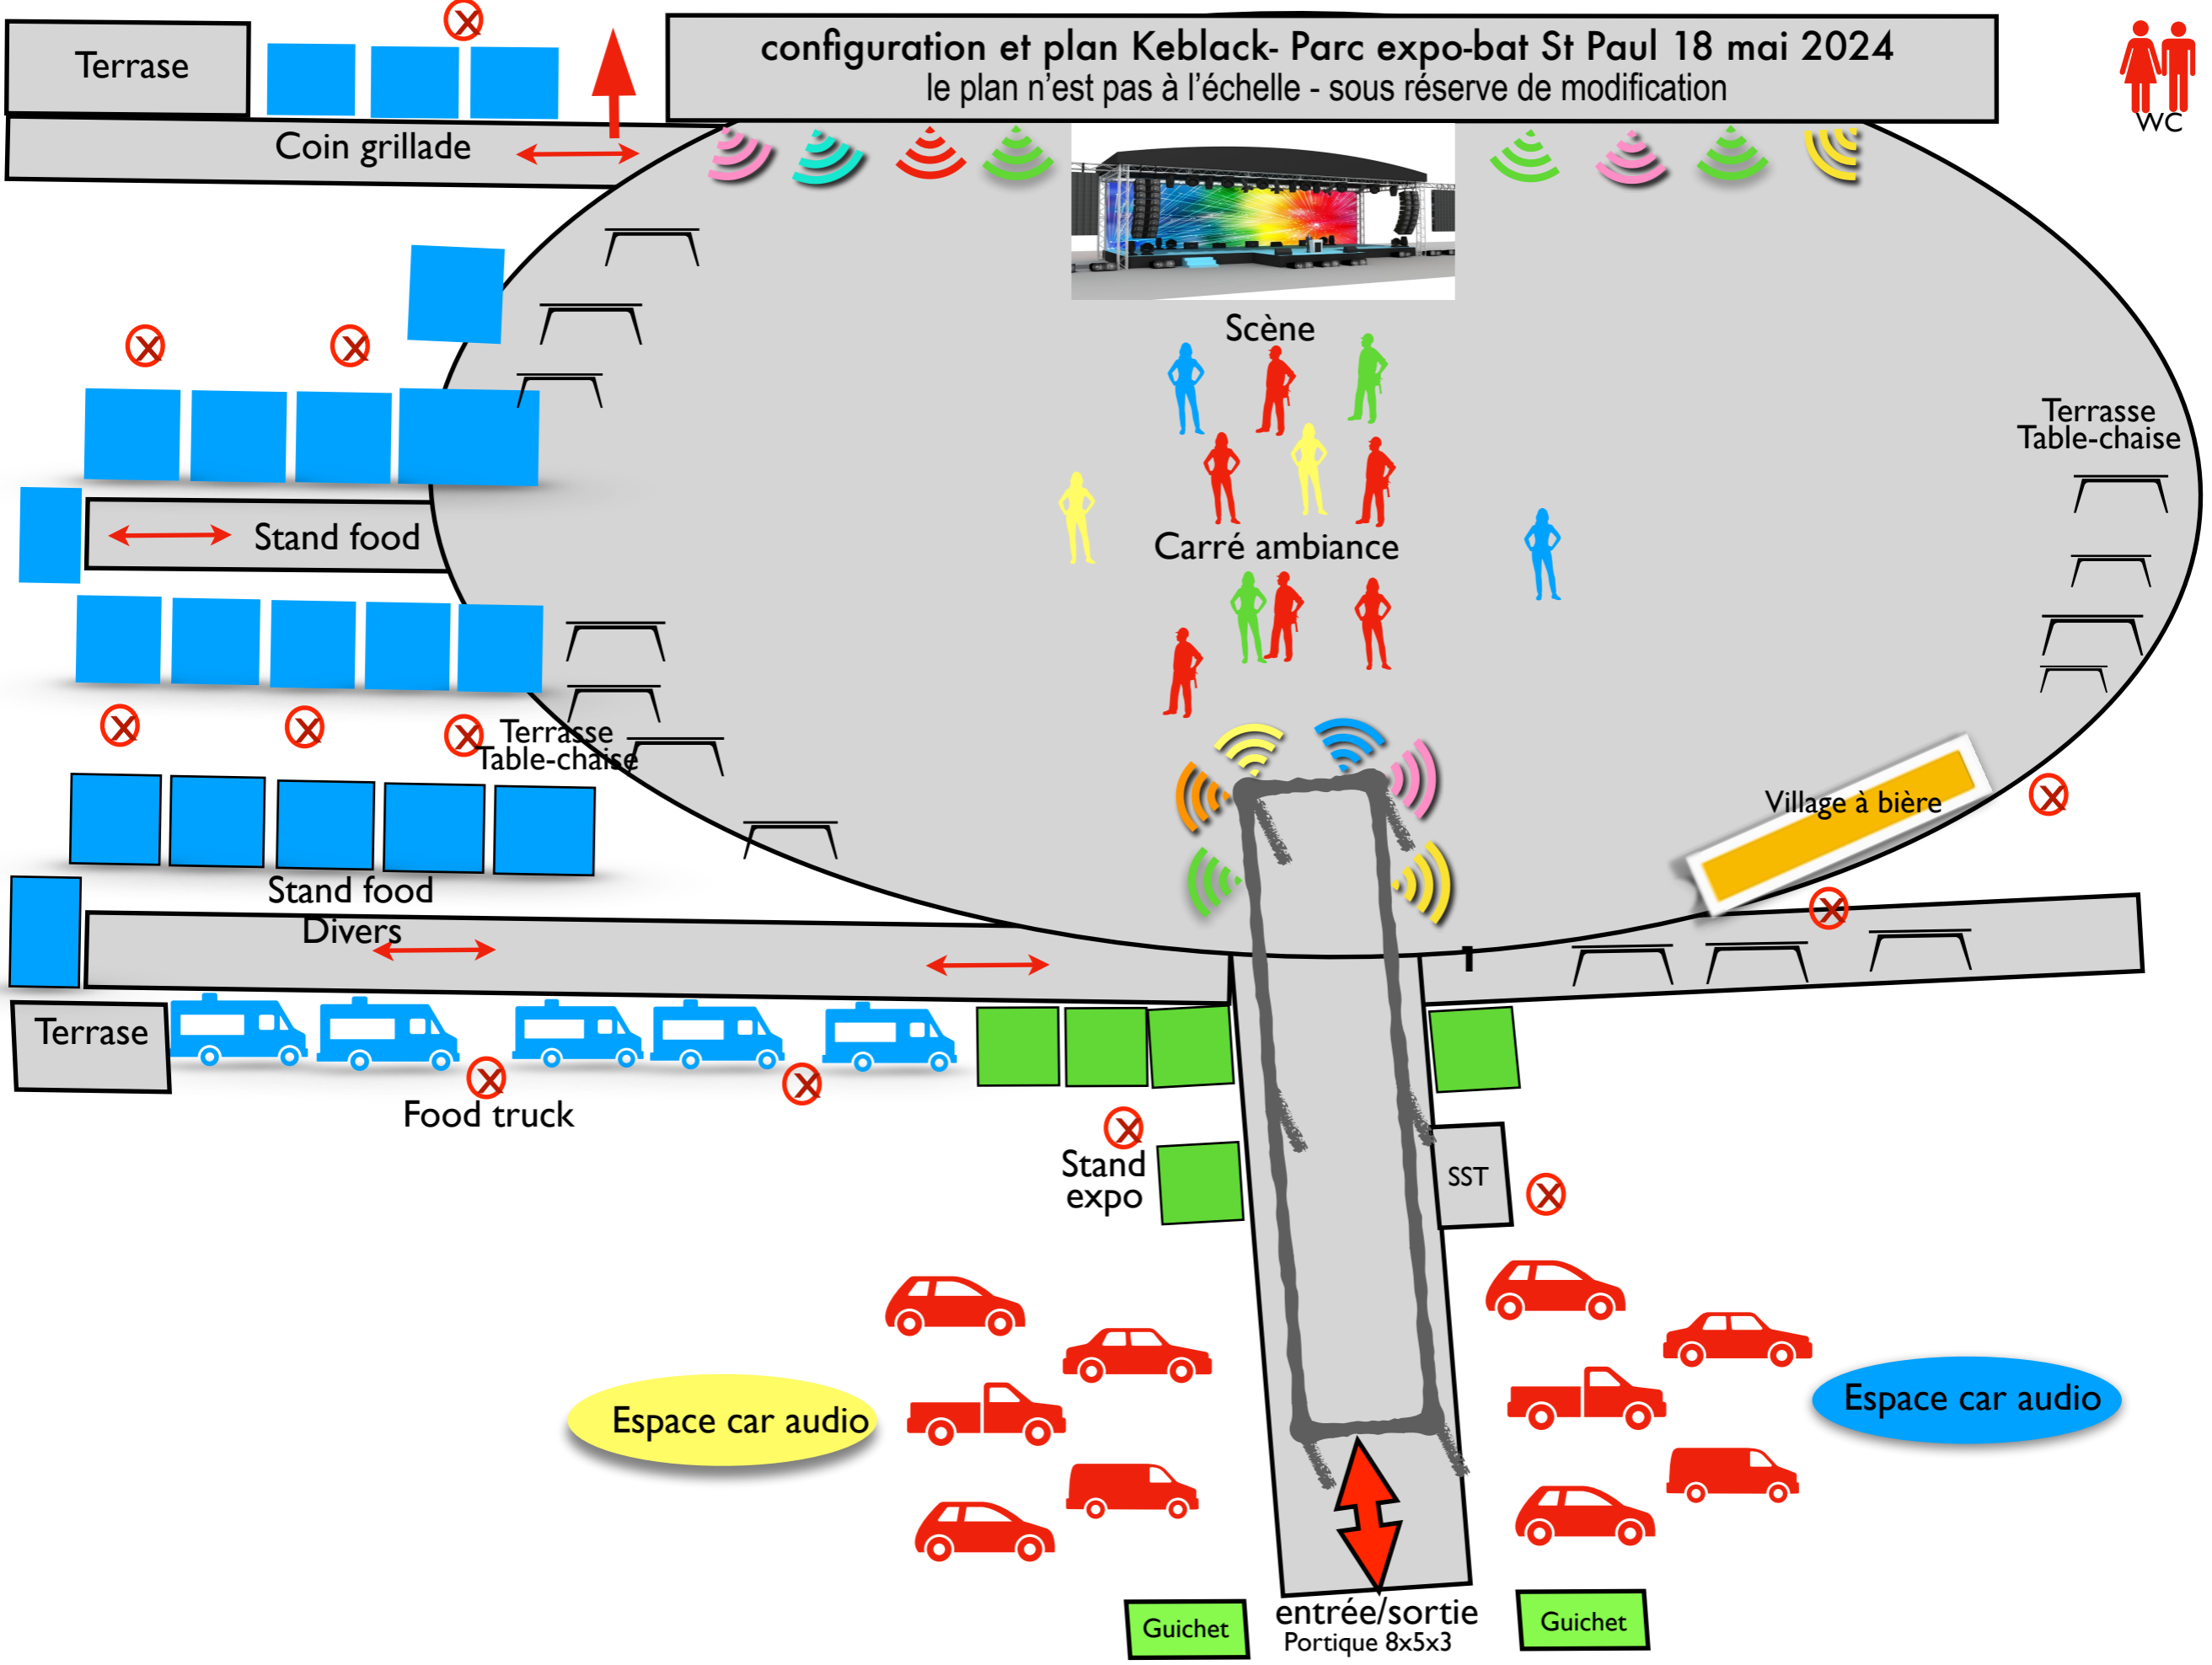 configuration et plan Keblack- Parc expo-bat St Paul 18 mai 2024
le plan n'est pas à l'échelle - sous réserve de modification
X
Terrase
WC
Coin grillade
Scène
X
X
Terrasse
Table-chaise
Stand food
Carré ambiance
X
X
X
Terrasse
Table-chaise
Village à bière
X
Stand food
Divers
X
Terrase
X
X
Food truck
X
Stand
expo
SST
X
Espace car audio
Espace car audio
Guichet
entrée/sortie
Portique 8x5x3
Guichet